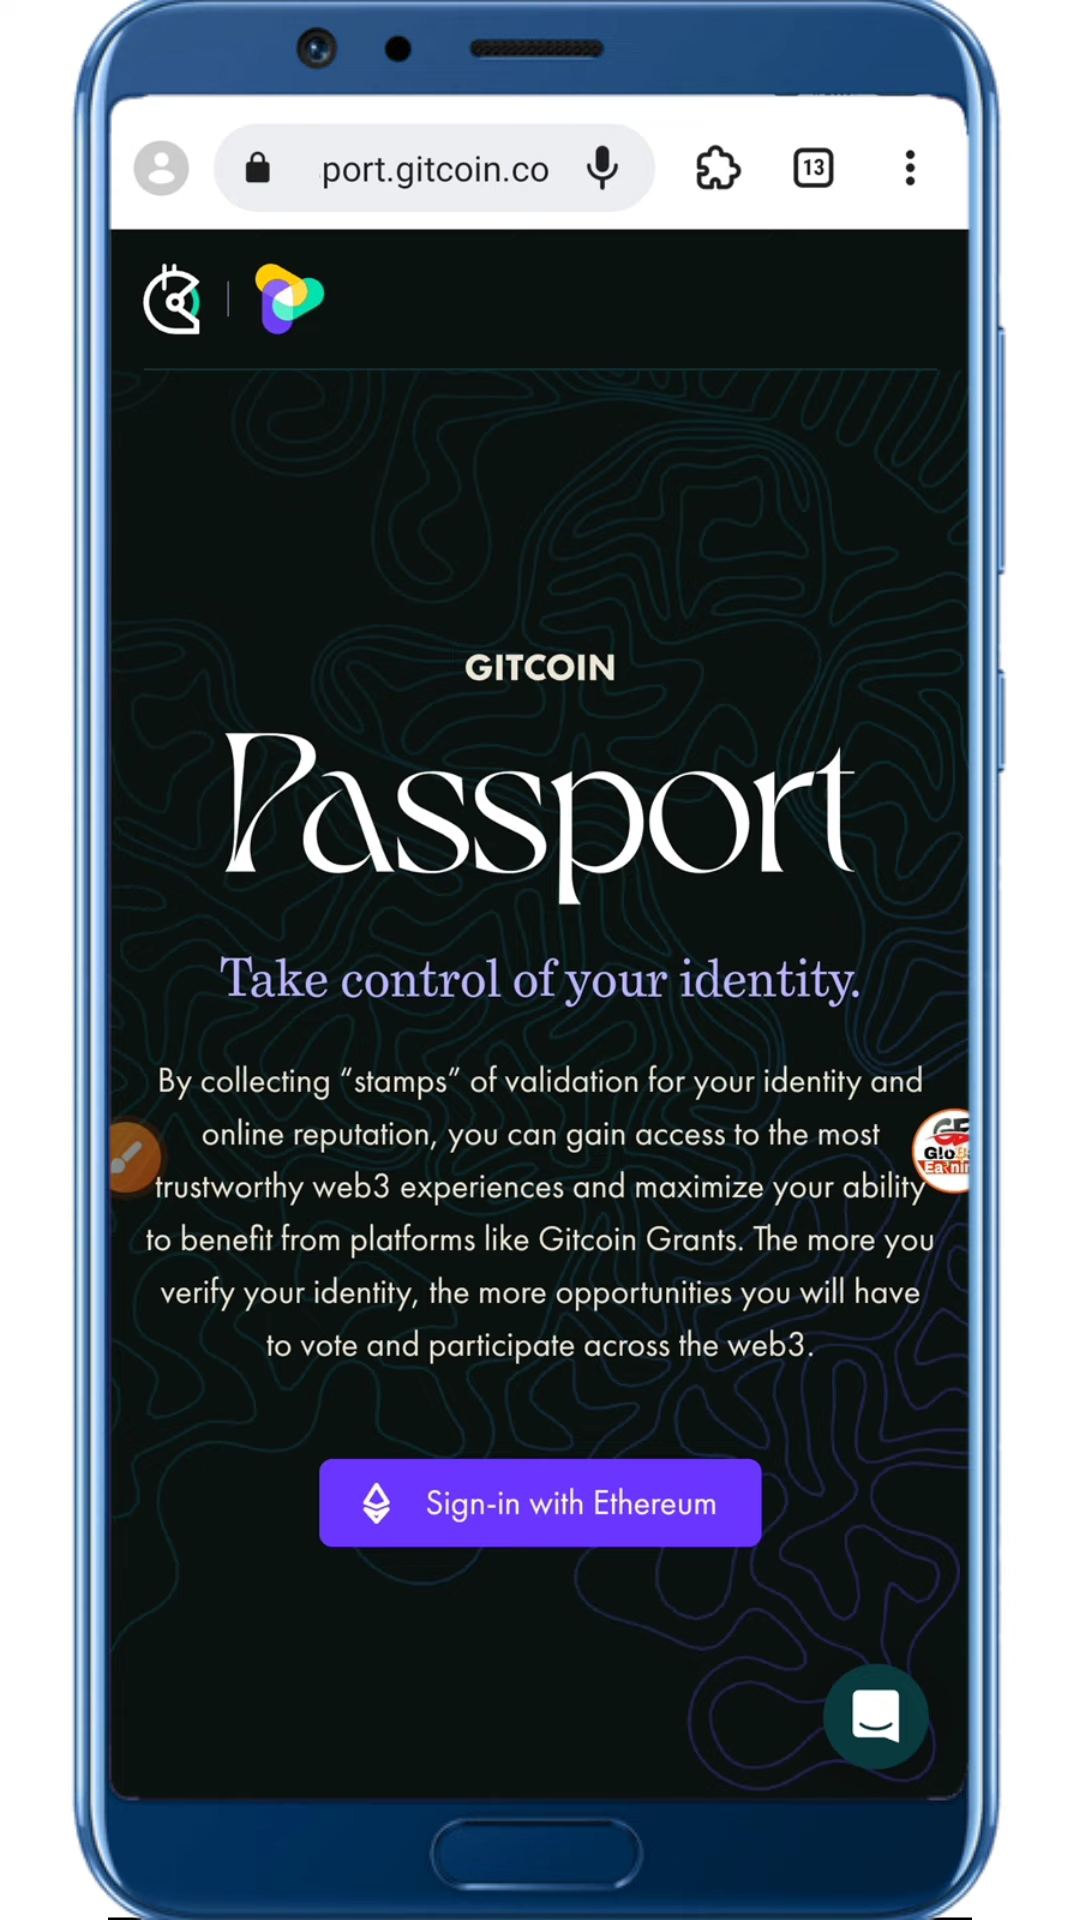 port.gitcoin.co
13
GITCOIN
Passport
Take control of your identity.
By collecting “stamps” of validation for your identity and
online reputation, you can gain access to the most
trustworthy web3 experiences and maximize your ability
to benefit from platforms like Gitcoin Grants. The more you
verify your identity, the more opportunities you will have
to vote and participate across the web3.
Sign-in with Ethereum